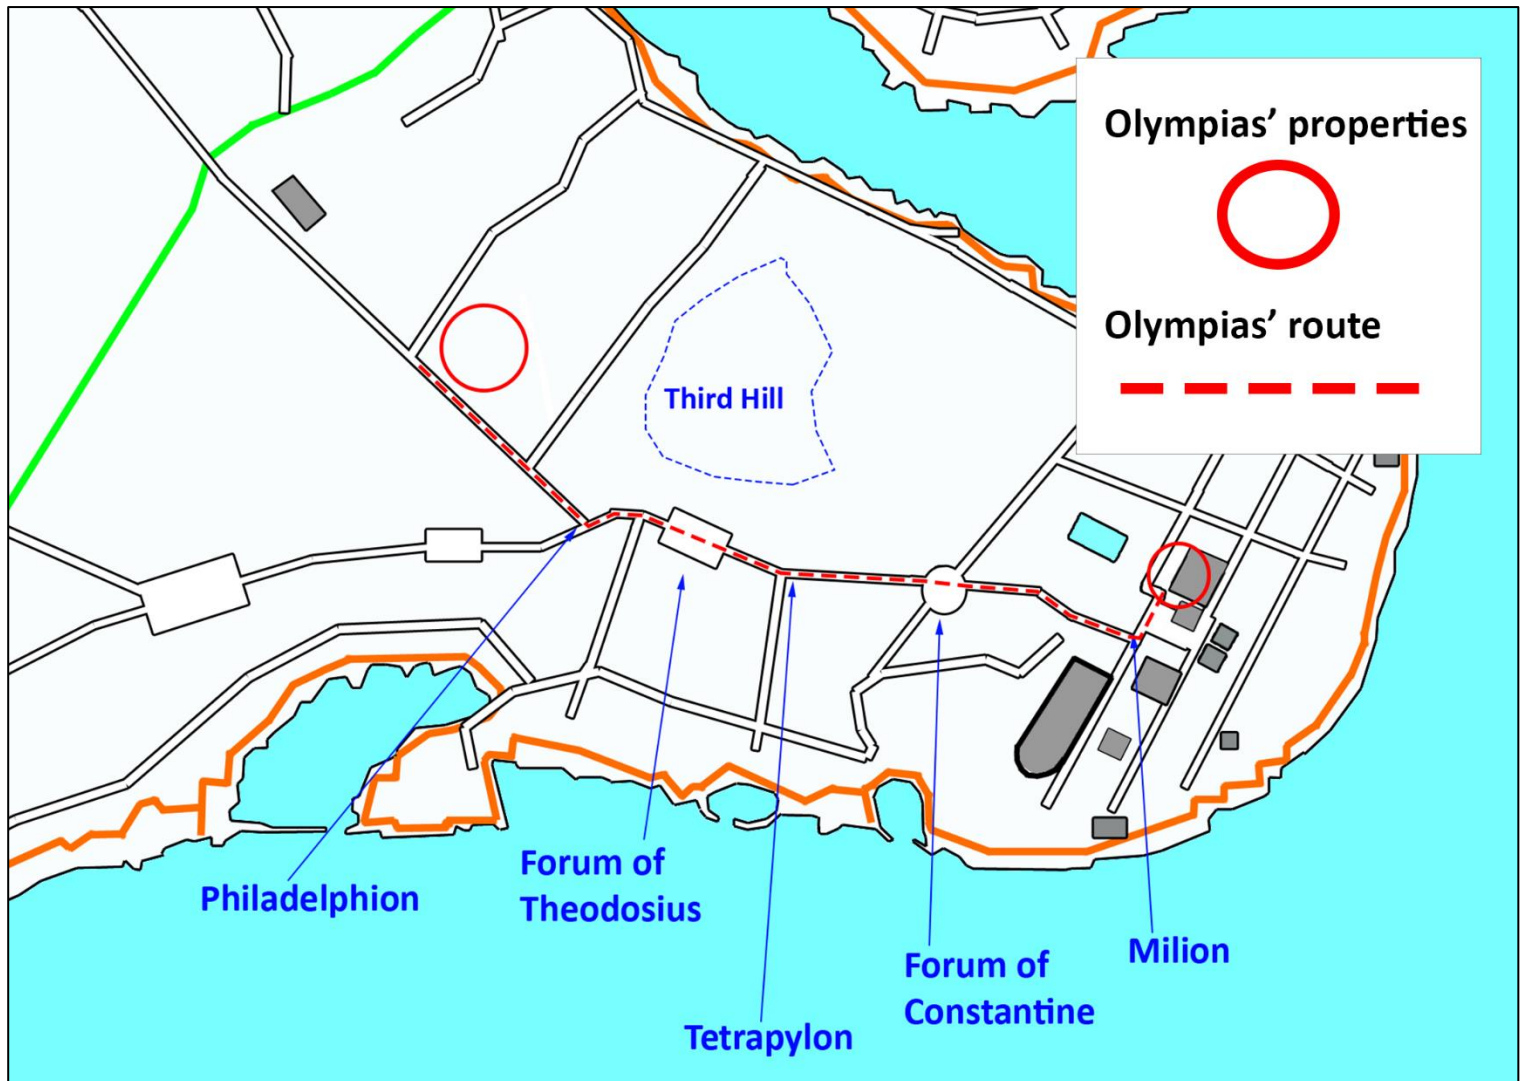 Olympias’ properties
Olympias’ route
Third Hill
Philadelphion
Forum of
Theodosius
Tetrapylon
Forum of
Constantine
Milion